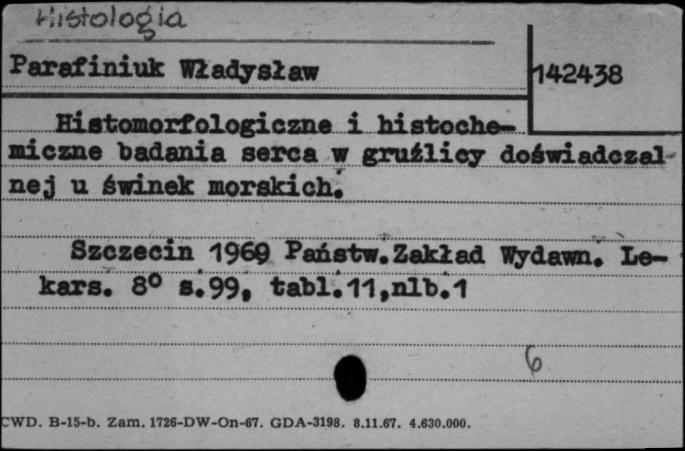 Histologia
Parafiniuk Władysław
142438
Histomorfologiczne i histoche-
miczne badania serca w gruźlicy doświadczal-
nej u świnek morskich.
Szczecin 1969 Państw.Zakład Wydawn. Le-
kars. 8° s.99, tabl.11,nlb.1
6
CWD. B-15-b. Zam. 1726-DW-On-67. GDA-3198. 8.11.67. 4.630.000.